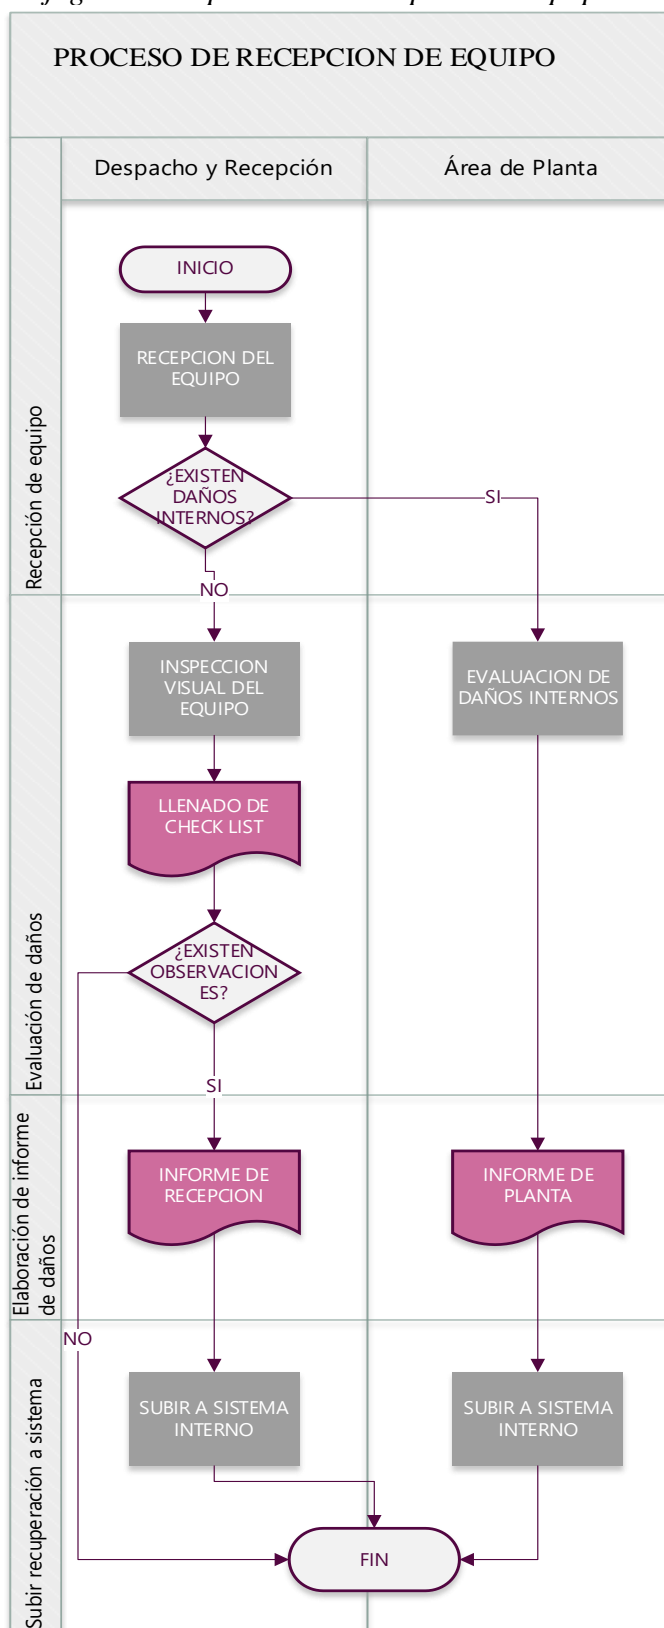 PROCESO DE RECEPCION DE EQUIPO
Despacho y Recepción
Área de Planta
Recepción de equipo
INICIO
RECEPCION DEL
EQUIPO
¿EXISTEN
DAÑOS
INTERNOS?
SI
NO
Evaluación de daños
INSPECCION
VISUAL DEL
EQUIPO
EVALUACION DE
DAÑOS INTERNOS
LLENADO DE
CHECK LIST
¿EXISTEN
OBSERVACION
ES?
SI
Elaboración de informe
de daños
INFORME DE
RECEPCION
INFORME DE
PLANTA
NO
Subir recuperación a sistema
SUBIR A SISTEMA
INTERNO
SUBIR A SISTEMA
INTERNO
FIN